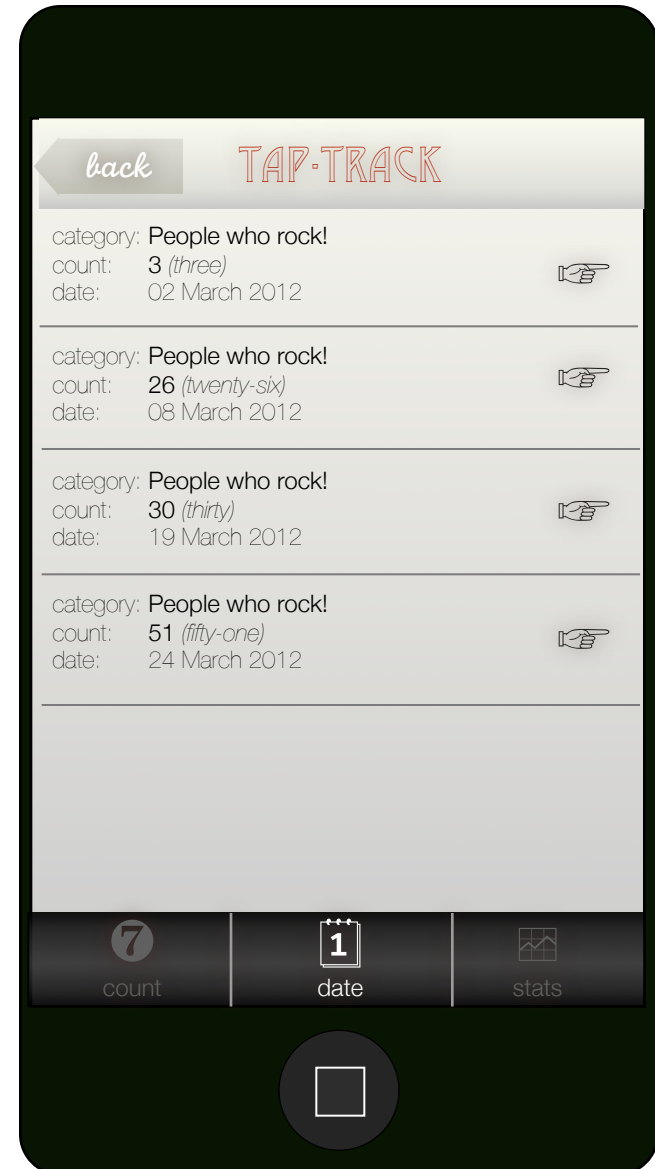 back
TAP·TRACK
category: People who rock!
count: 3 (three)
date: 02 March 2012
category: People who rock!
count: 26 (twenty-six)
date: 08 March 2012
category: People who rock!
count: 30 (thirty)
date: 19 March 2012
category: People who rock!
count: 51 (fifty-one)
date: 24 March 2012
7
1
count
date
stats